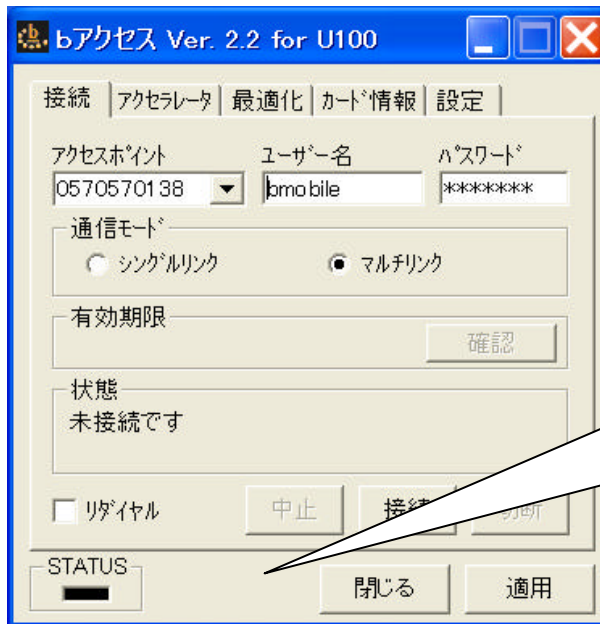 bアクセス Ver. 2.2 for U100
接続 アクセラレータ 最適化 カード情報 設定
アクセスポイント ユーザー名 パスワード
0570570138 bmobile *******
通信モード
シングルリンク マルチリンク
有効期限
確認
状態
未接続です
リダイヤル 中止 接続 切断
STATUS
閉じる 適用